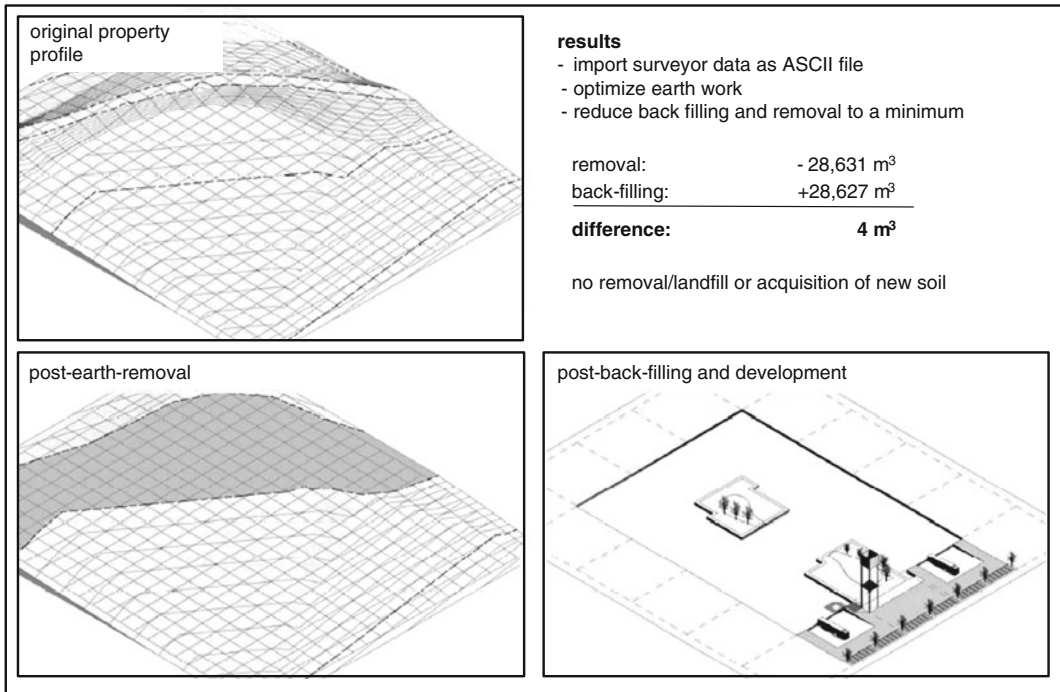 original property
profile
results
- import surveyor data as ASCII file
- optimize earth work
- reduce back filling and removal to a minimum
removal: - 28,631 m³
back-filling: +28,627 m³
difference: 4 m³
no removal/landfill or acquisition of new soil
post-earth-removal
post-back-filling and development